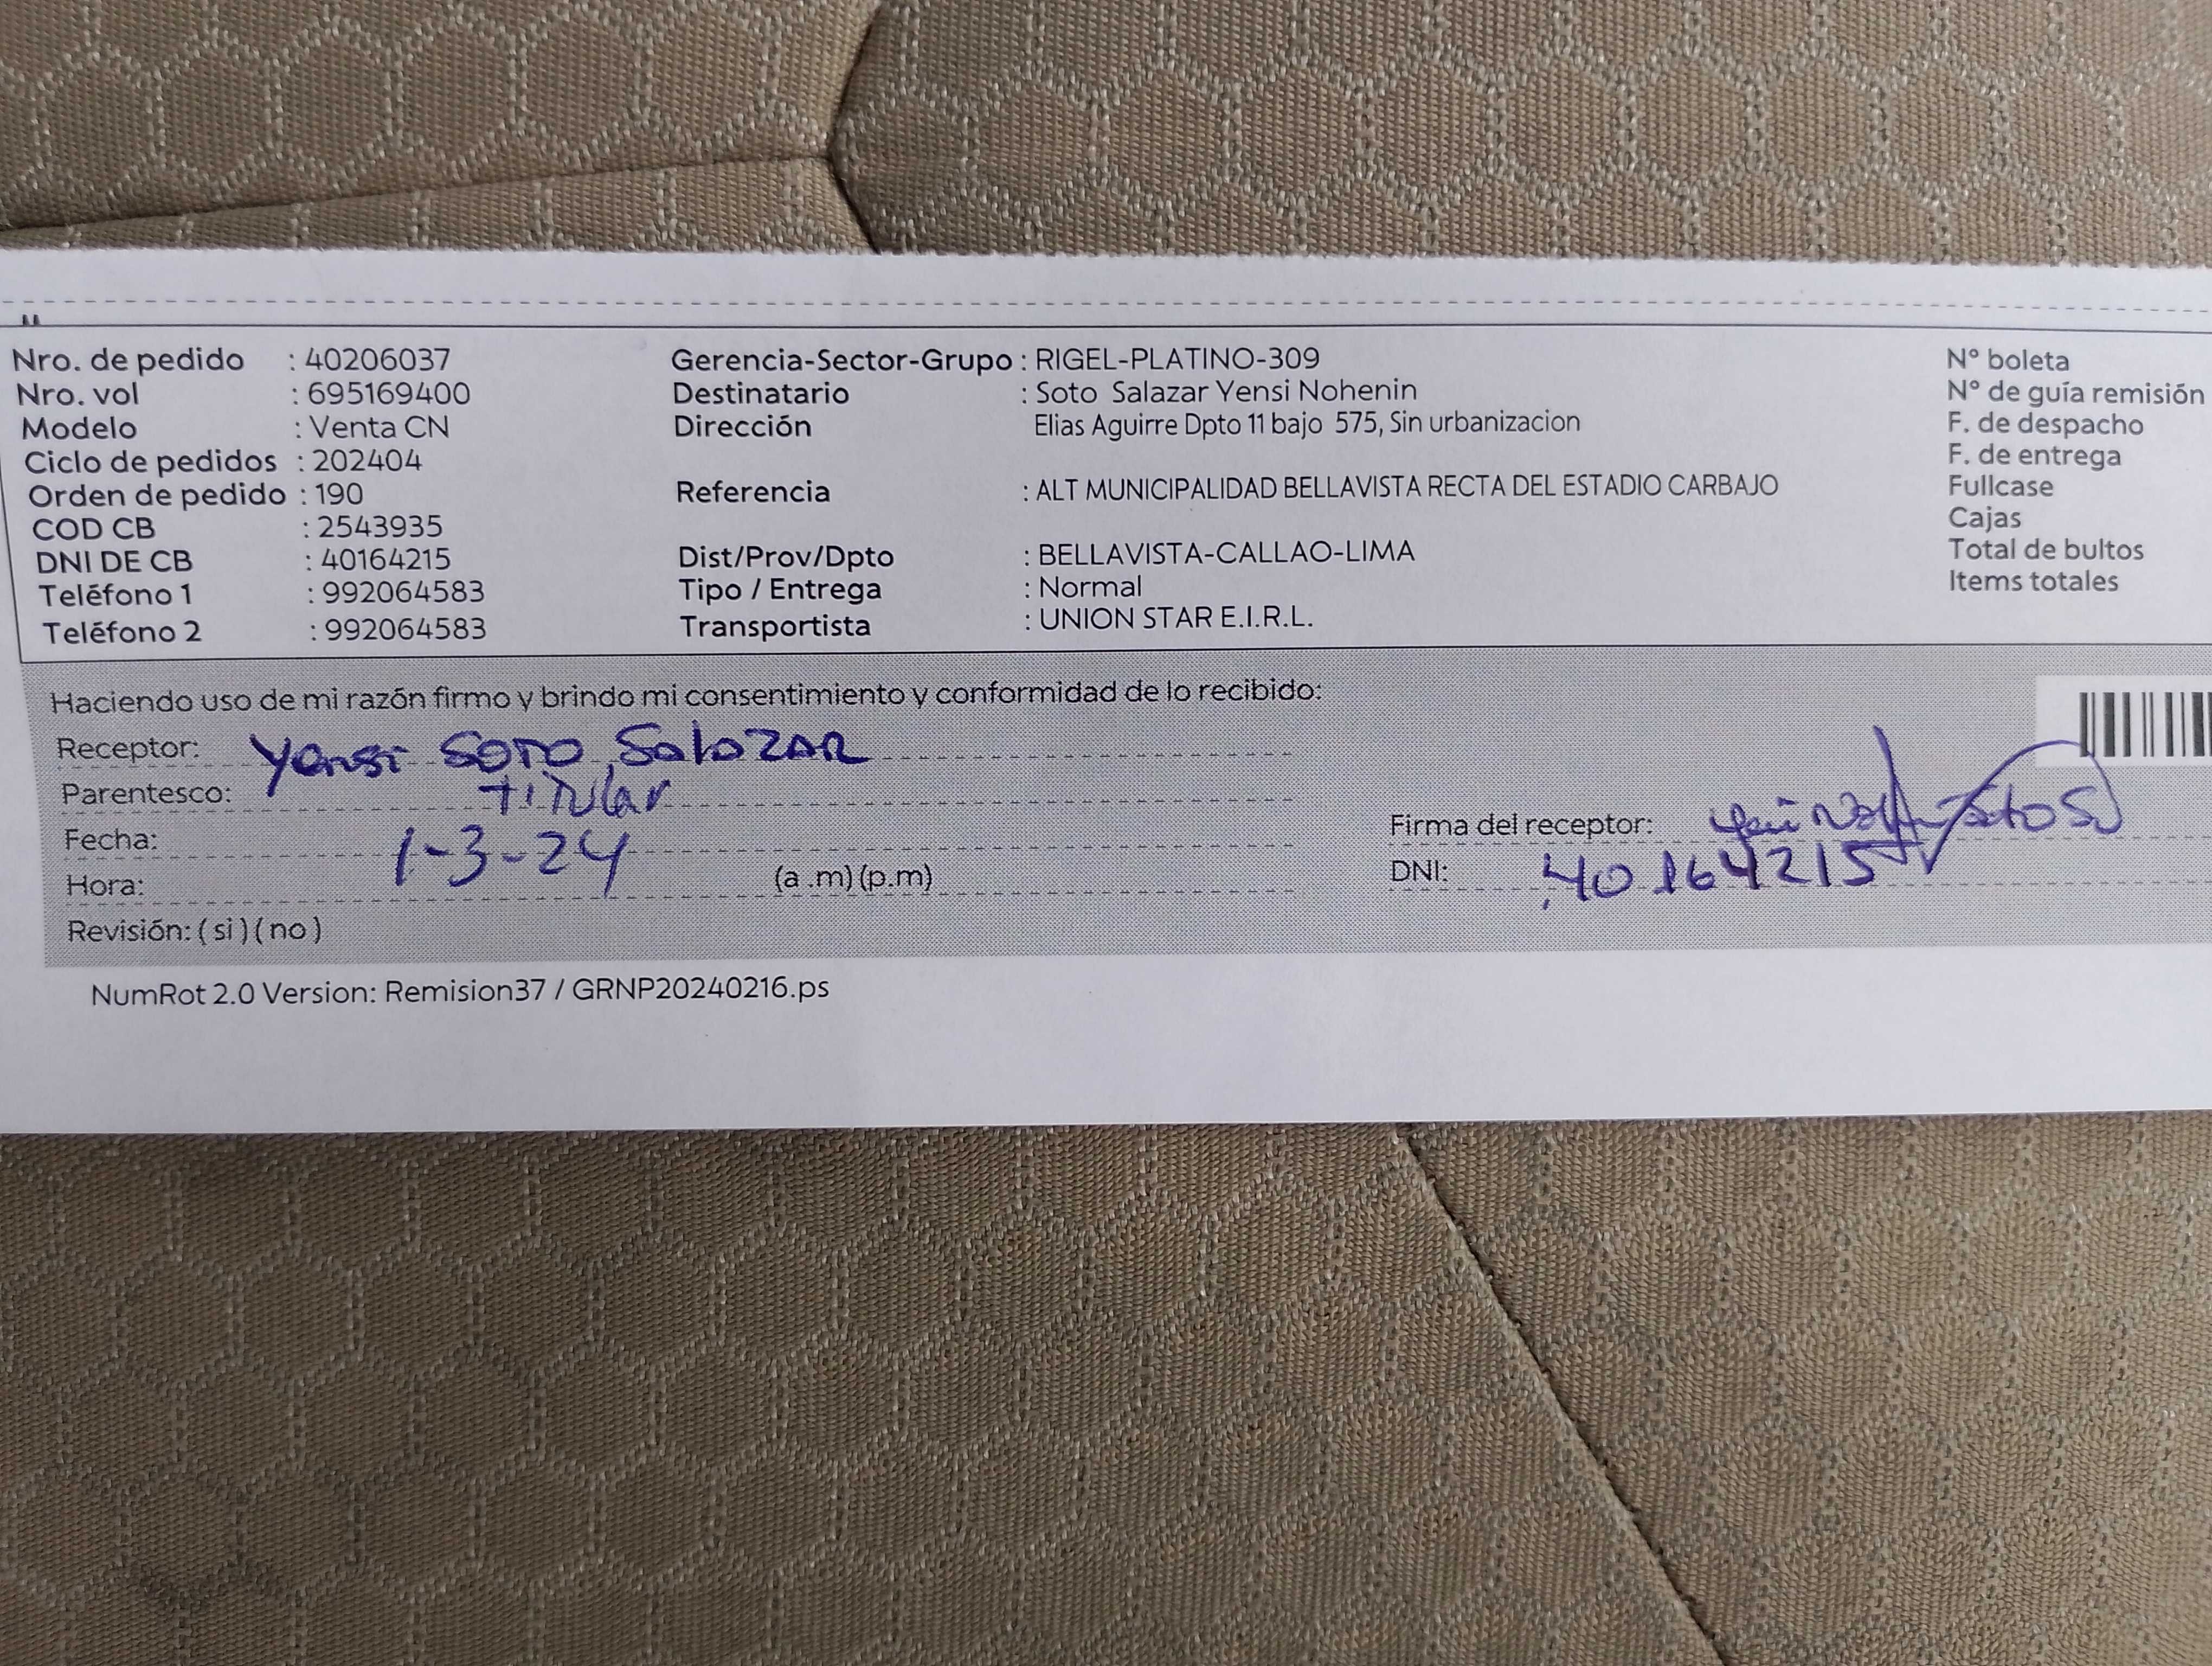 Nro. de pedido : 40206037 Gerencia-Sector-Grupo : RIGEL-PLATINO-309 N° boleta
Nro. vol : 695169400 Destinatario : Soto Salazar Yensi Nohenin N° de guía remisión
Modelo : Venta CN Dirección Elias Aguirre Dpto 11 bajo 575, Sin urbanizacion F. de despacho
Ciclo de pedidos : 202404 F. de entrega
Orden de pedido : 190 Referencia : ALT MUNICIPALIDAD BELLAVISTA RECTA DEL ESTADIO CARBAJO Fullcase
COD CB : 2543935 Cajas
DNI DE CB : 40164215 Dist/Prov/Dpto : BELLAVISTA-CALLAO-LIMA Total de bultos
Teléfono 1 : 992064583 Tipo / Entrega : Normal Items totales
Teléfono 2 : 992064583 Transportista : UNION STAR E.I.R.L.
Haciendo uso de mi razón firmo y brindo mi consentimiento y conformidad de lo recibido:
Receptor: Yensi SOTO SalaZAR
Parentesco: Titular
Fecha: 1-3-24 Firma del receptor: Soto S
Hora: (a .m) (p.m) DNI: 40164215
Revisión: ( si ) ( no )
NumRot 2.0 Version: Remision37 / GRNP20240216.ps